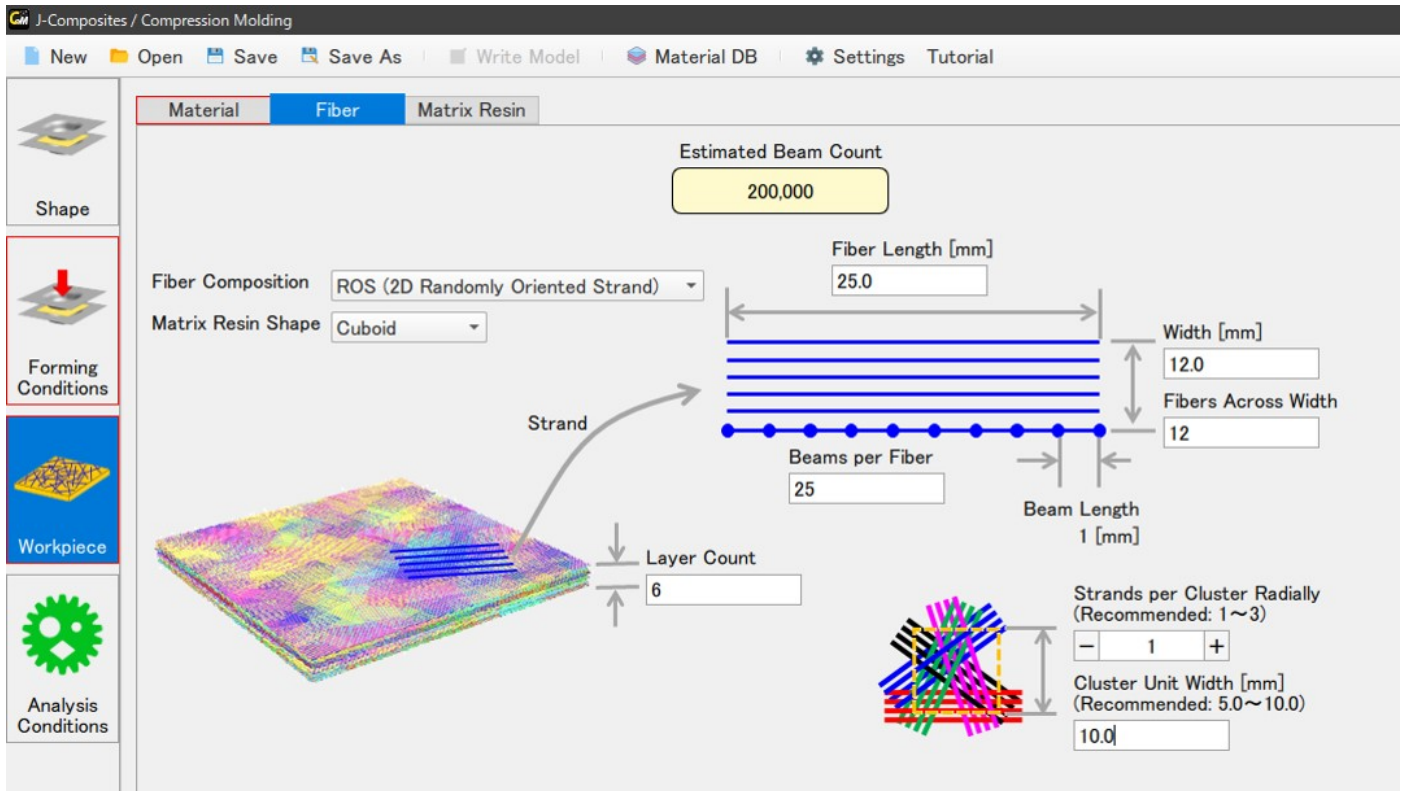 J-Composites / Compression Molding
New Open Save Save As Write Model Material DB Settings Tutorial
Material Fiber Matrix Resin
Estimated Beam Count
200,000
Shape
Fiber Length [mm]
25.0
Fiber Composition ROS (2D Randomly Oriented Strand)
Matrix Resin Shape Cuboid
Width [mm]
12.0
Forming
Conditions
Fibers Across Width
12
Strand
Beams per Fiber
25
Beam Length
1 [mm]
Workpiece
Layer Count
6
Strands per Cluster Radially
(Recommended: 1～3)
− 1 +
Cluster Unit Width [mm]
(Recommended: 5.0～10.0)
10.0
Analysis
Conditions